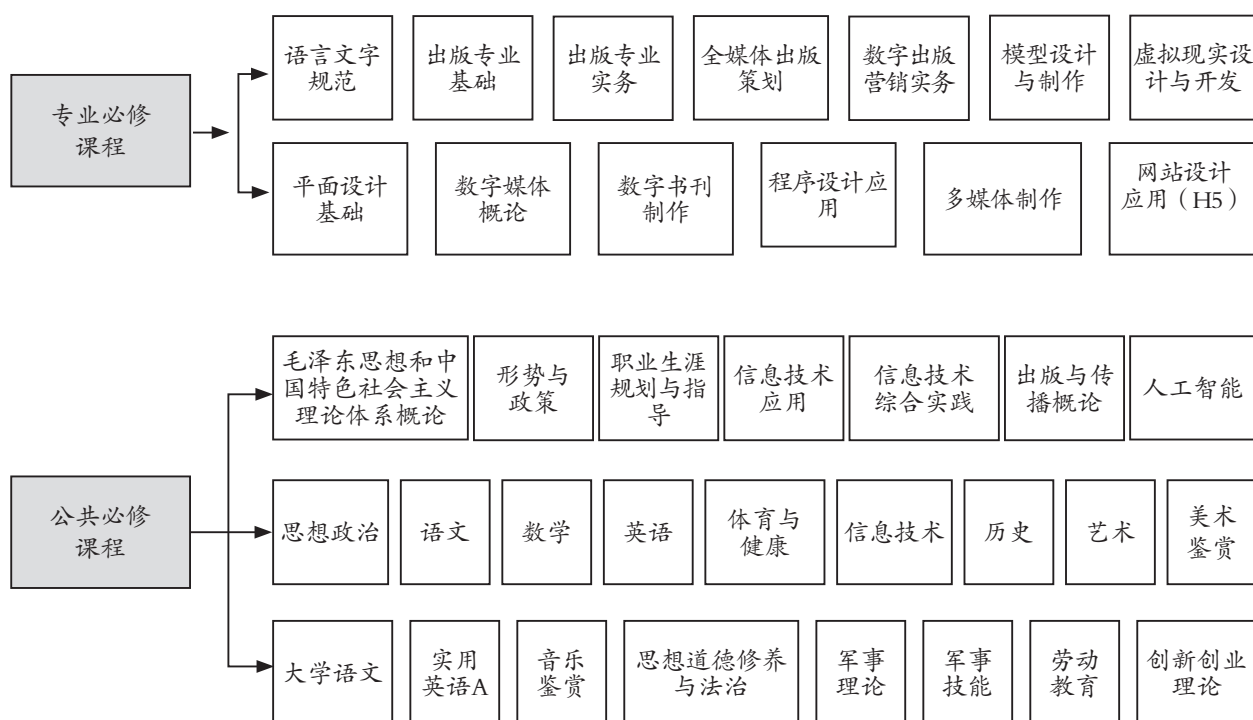 专业必修
课程
语言文字
规范
出版专业
基础
出版专业
实务
全媒体出版
策划
数字出版
营销实务
模型设计
与制作
虚拟现实设
计与开发
平面设计
基础
数字媒体
概论
数字书刊
制作
程序设计应
用
多媒体制作
网站设计
应用（H5）
公共必修
课程
毛泽东思想和中
国特色社会主义
理论体系概论
形势与
政策
职业生涯
规划与指
导
信息技术
应用
信息技术
综合实践
出版与传
播概论
人工智能
思想政治
语文
数学
英语
体育与
健康
信息技术
历史
艺术
美术
鉴赏
大学语文
实用
英语A
音乐
鉴赏
思想道德修养
与法治
军事
理论
军事
技能
劳动
教育
创新创业
理论